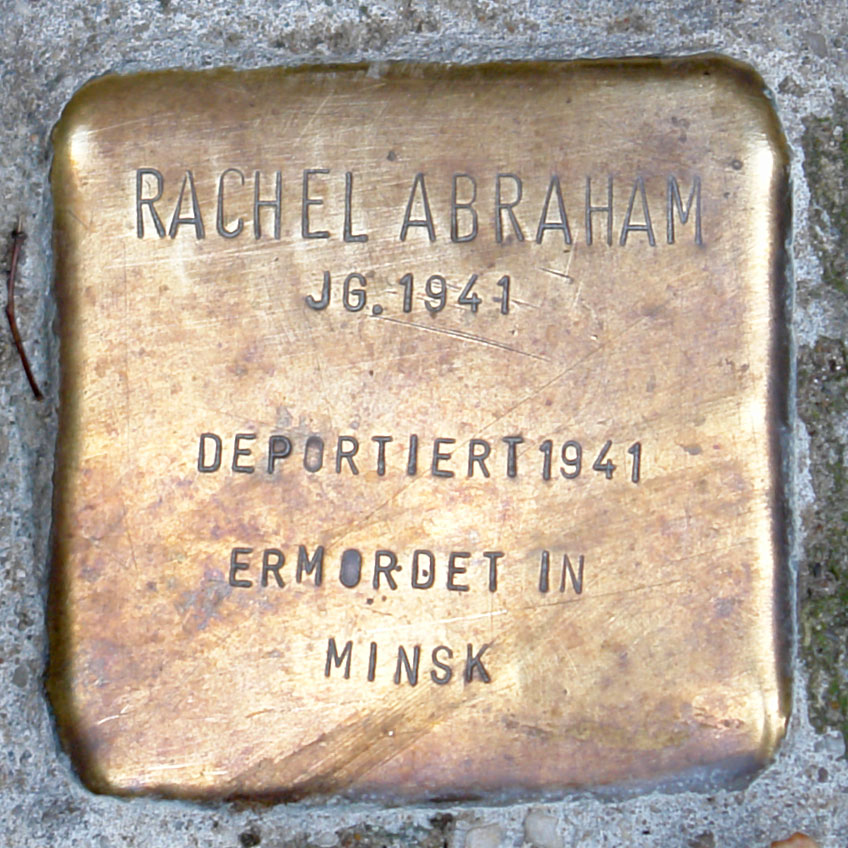 RACHEL ABRAHAM
JG. 1941
DEPORTIERT 1941
ERMORDET IN
MINSK